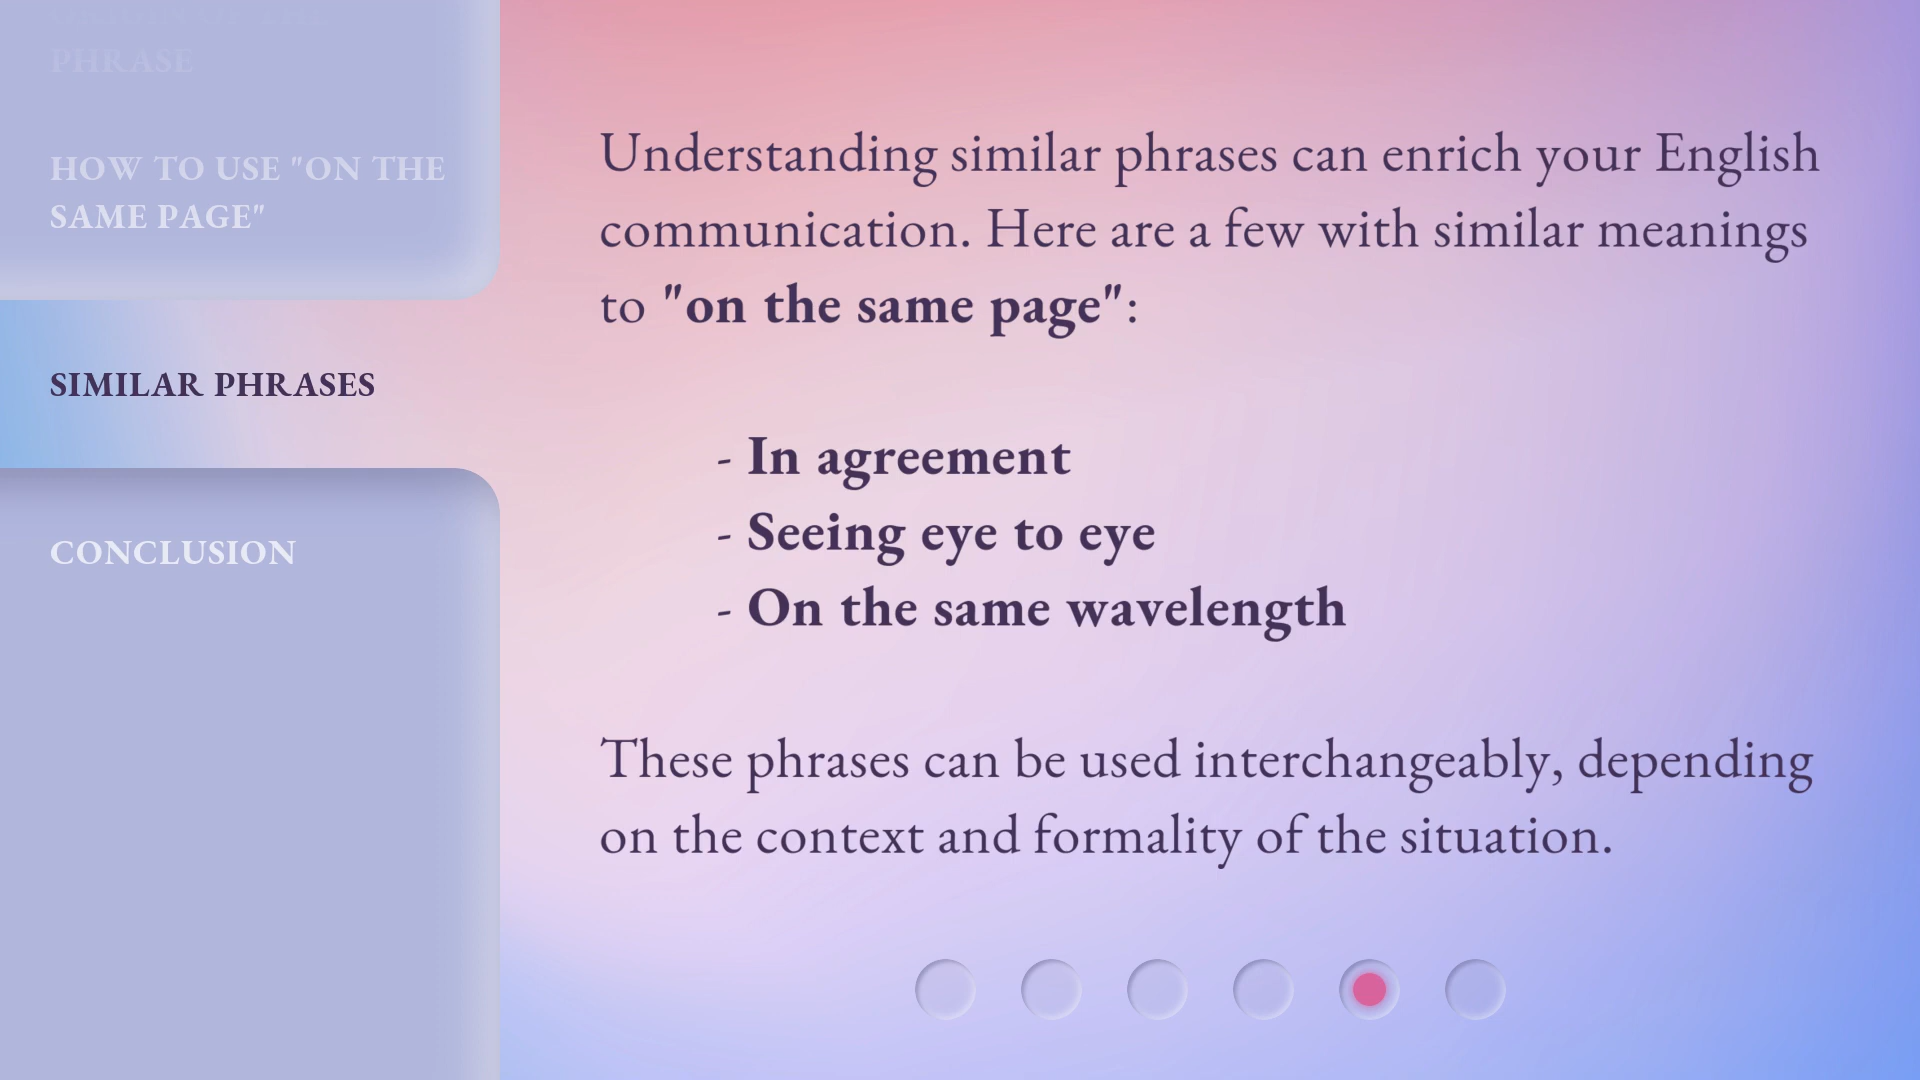 PHRASE
HOW TO USE "ON THE
SAME PAGE"
SIMILAR PHRASES
CONCLUSION
Understanding similar phrases can enrich your English
communication. Here are a few with similar meanings
to "on the same page":
- In agreement
- Seeing eye to eye
- On the same wavelength
These phrases can be used interchangeably, depending
on the context and formality of the situation.